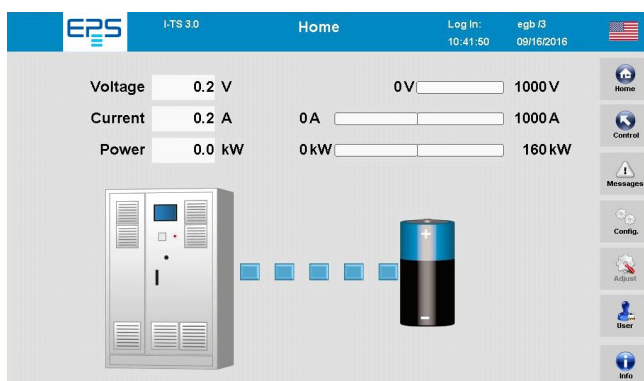 EPS
I-TS 3.0
Home
Log In: egb /3
10:41:50 09/16/2016
Voltage 0.2 V 0 V 1000 V
Current 0.2 A 0 A 1000 A
Power 0.0 kW 0 kW 160 kW
Home
Control
Messages
Config.
Adjust
User
Info